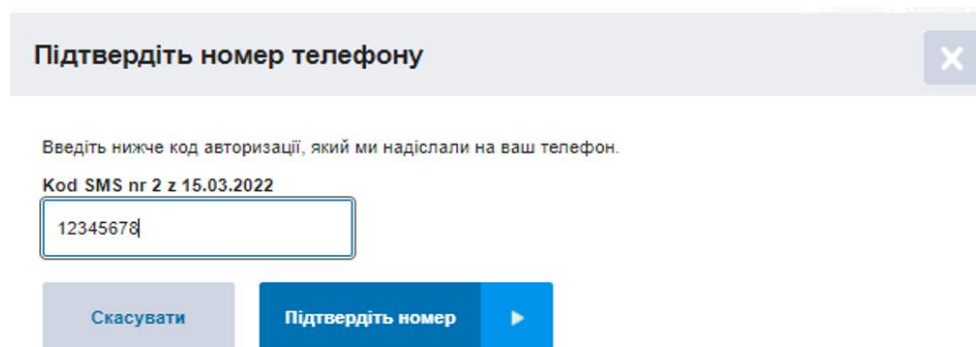 Підтвердіть номер телефону
Введіть нижче код авторизації, який ми надіслали на ваш телефон.
Kod SMS nr 2 z 15.03.2022
12345678
Скасувати
Підтвердіть номер